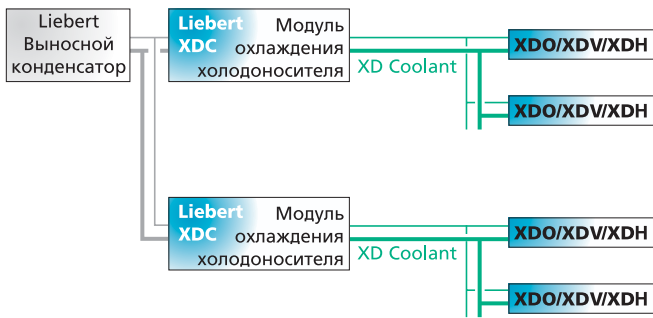 Liebert
Выносной
конденсатор
Liebert Модуль
XDC охлаждения
холодоносителя
XD Coolant
XDO/XDV/XDH
XDO/XDV/XDH
Liebert Модуль
XDC охлаждения
холодоносителя
XD Coolant
XDO/XDV/XDH
XDO/XDV/XDH